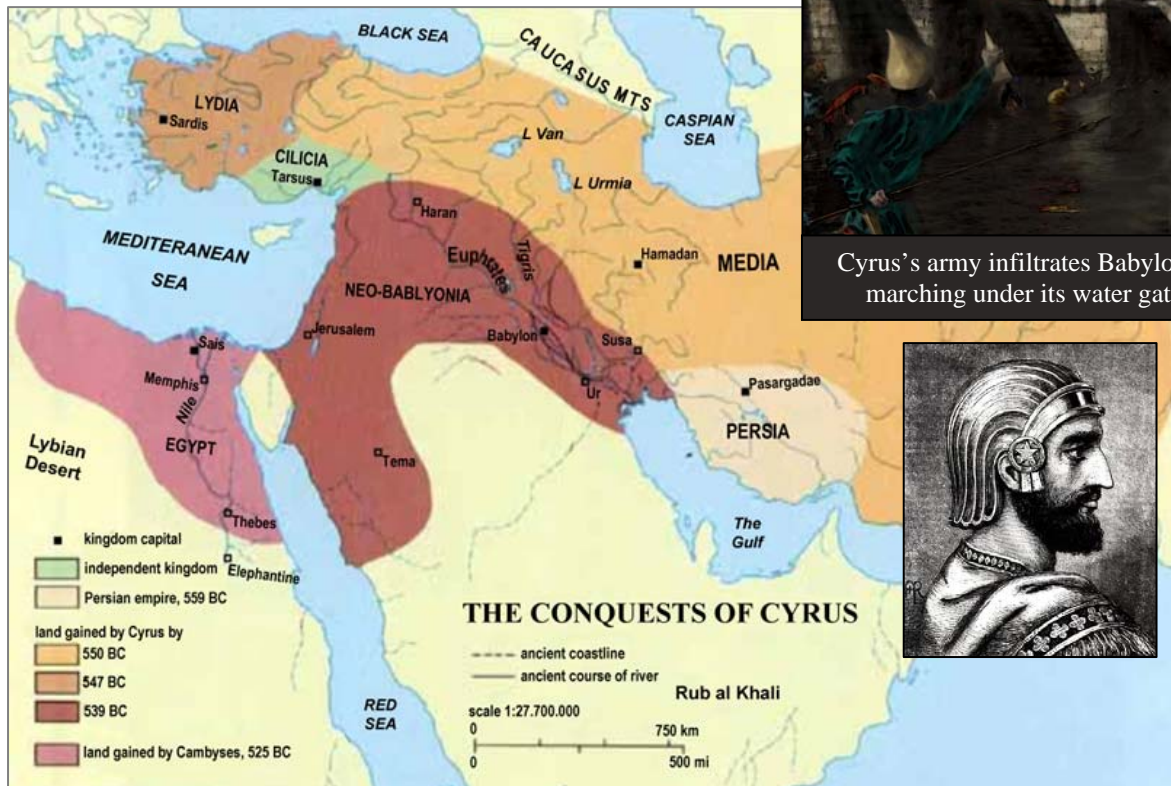 BLACK SEA
CAUCASUS MTS
CASPIAN
SEA
LYDIA
Sardis
CILICIA
Tarsus
L Van
L Urmia
Haran
MEDITERANEAN
SEA
Euphtates
Tigris
Hamadan
MEDIA
NEO-BABLYONIA
Jerusalem
Babylon
Susa
Ur
Pasargadae
PERSIA
Sais
Memphis
Nile
EGYPT
Lybian
Desert
Tema
Thebes
Elephantine
The
Gulf
RED
SEA
Rub al Khali
Cyrus's army infiltrates Babylo
marching under its water gat
kingdom capital
independent kingdom
Persian empire, 559 BC
land gained by Cyrus by
550 BC
547 BC
539 BC
land gained by Cambyses, 525 BC
THE CONQUESTS OF CYRUS
ancient coastline
ancient course of river
scale 1:27.700.000
0 750 km
0 500 mi